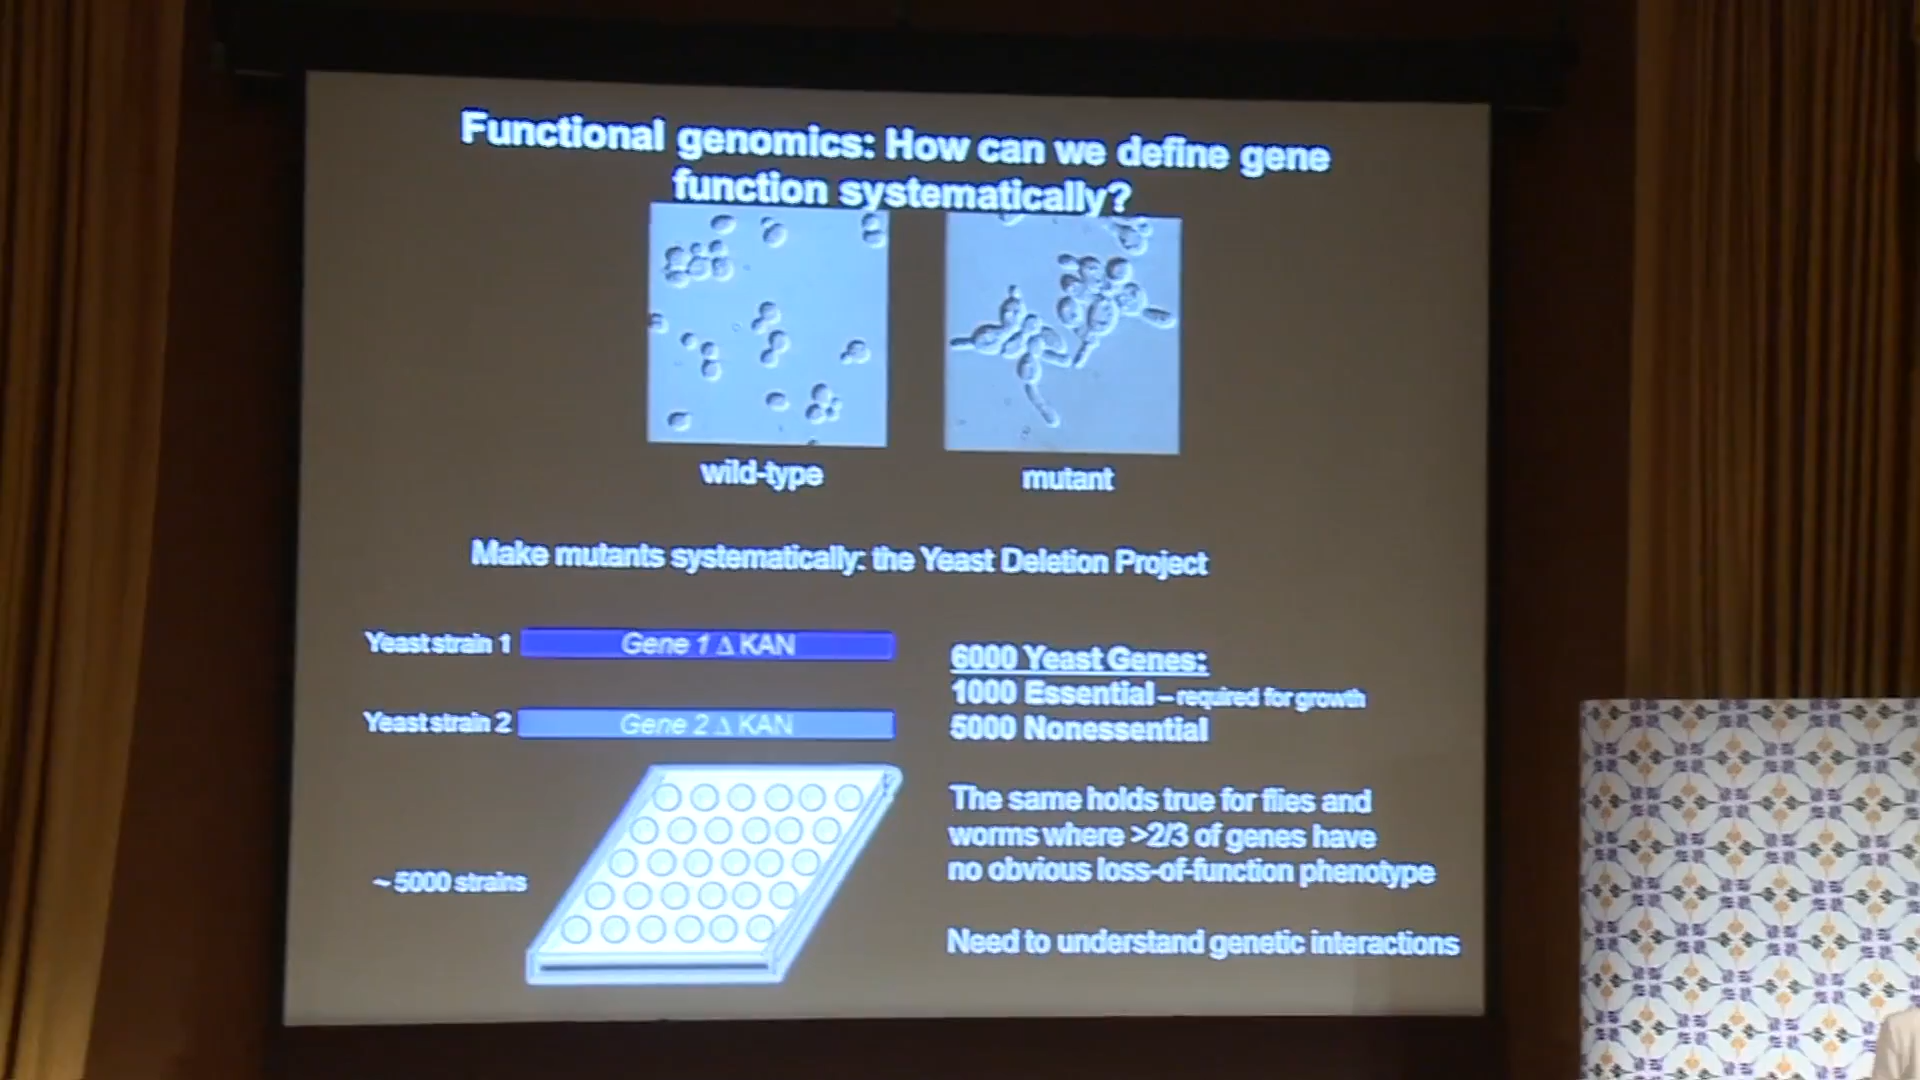 Functional genomics: How can we define gene
function systematically?
wild-type
mutant
Make mutants systematically: the Yeast Deletion Project
Yeast strain 1
Gene 1 Δ KAN
Yeast strain 2
Gene 2 Δ KAN
~ 5000 strains
6000 Yeast Genes:
1000 Essential – required for growth
5000 Nonessential
The same holds true for flies and
worms where >2/3 of genes have
no obvious loss-of-function phenotype
Need to understand genetic interactions